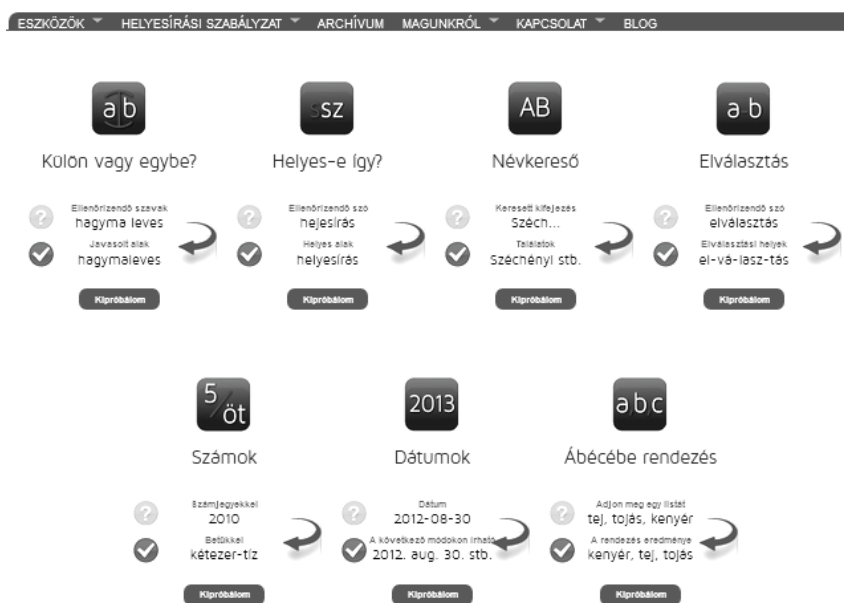 ESZKÖZÖK HELYESÍRÁSI SZABÁLYZAT ARCHÍVUM MAGUNKRÓL KAPCSOLAT BLOG
a b
ssz
AB
a-b
Külön vagy egybe?
Helyes-e így?
Névkereső
Elválasztás
Ellenőrizendő szavak
hagyma leves
Javasolt alak
hagymaleves
Kipróbálom
Ellenőrizendő szó
hejesírás
Helyes alak
helyesírás
Kipróbálom
Keresett kifejezés
Széch...
Találatok
Széchényi stb.
Kipróbálom
Ellenőrizendő szó
elválasztás
Elválasztási helyek
el-vá-lasz-tás
Kipróbálom
5/öt
2013
a,b,c
Számok
Dátumok
Ábécébe rendezés
Számjegyekkel
2010
Betűkkel
kétezer-tíz
Kipróbálom
Dátum
2012-08-30
A következő módokon írható
2012. aug. 30. stb.
Kipróbálom
Adjon meg egy listát
tej, tojás, kenyér
A rendezés eredménye
kenyér, tej, tojás
Kipróbálom